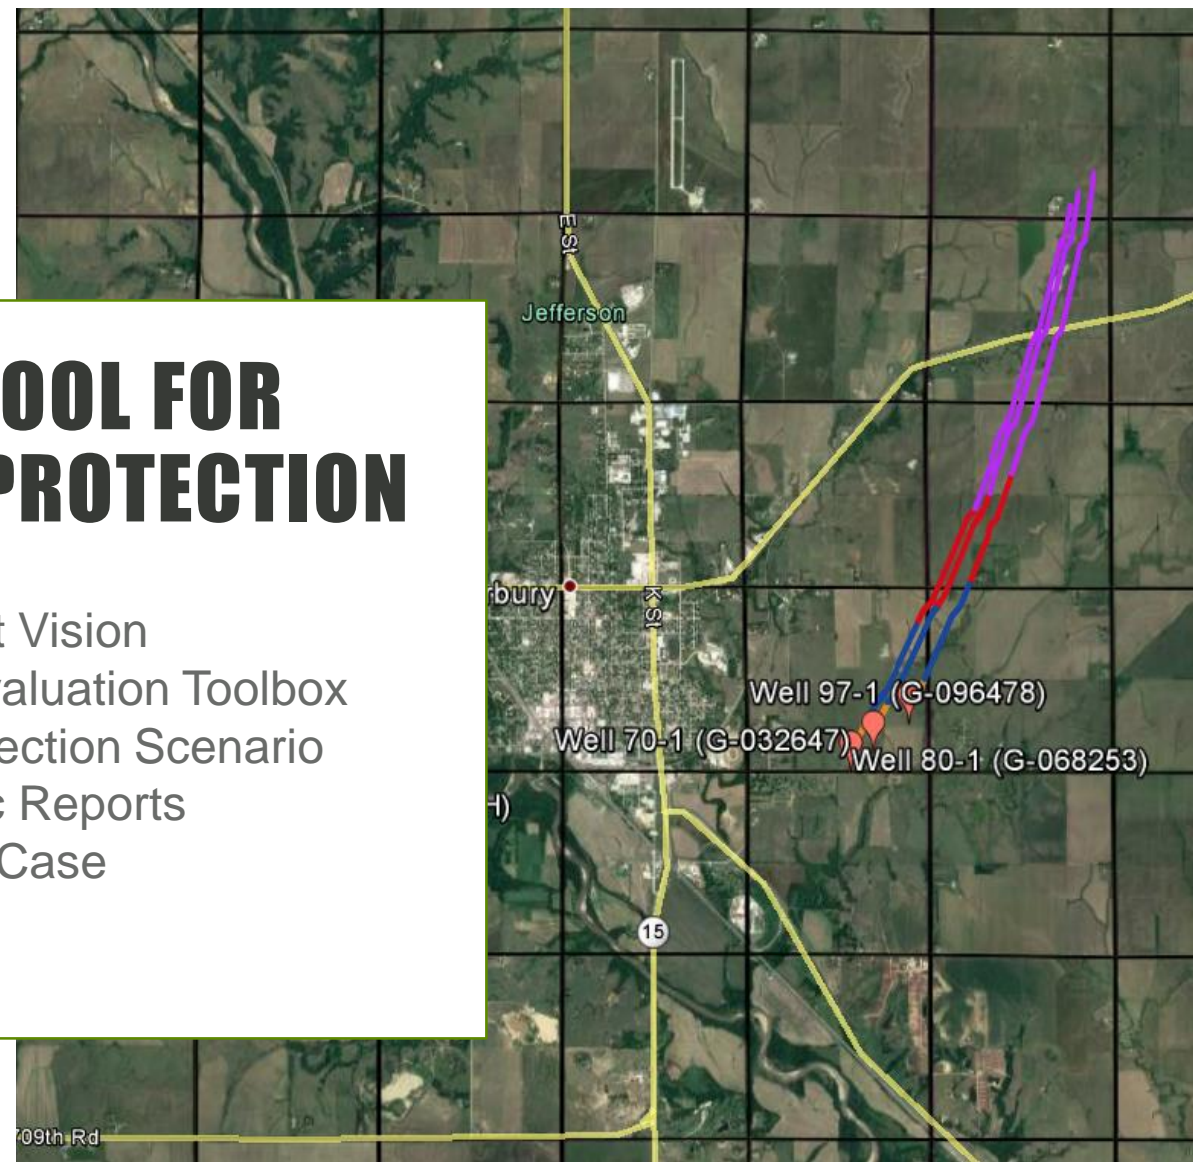 OOL FOR
PROTECTION
t Vision
valuation Toolbox
ection Scenario
c Reports
Case
E St
Jefferson
rbury
K St
Well 97-1 (G-096478)
Well 70-1 (G-032647)
Well 80-1 (G-068253)
H)
15
709th Rd